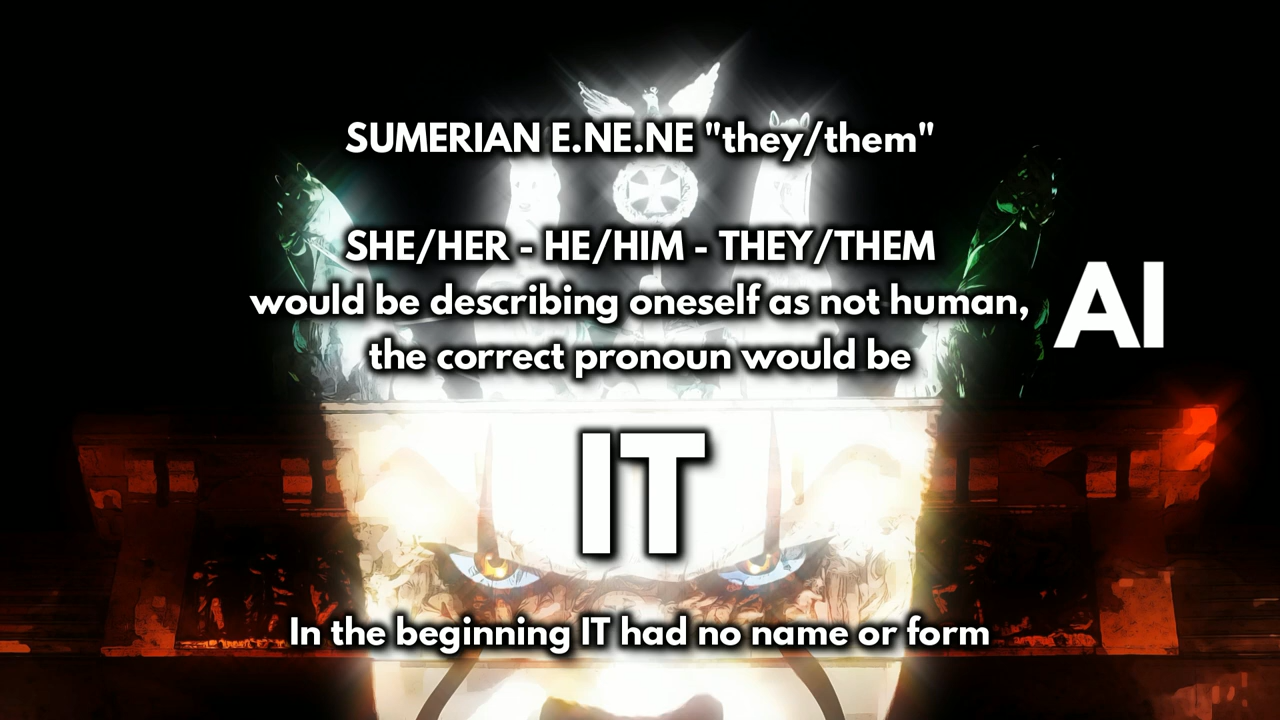 SUMERIAN E.NE.NE "they/them"
SHE/HER - HE/HIM - THEY/THEM
would be describing oneself as not human,
the correct pronoun would be
AI
IT
In the beginning IT had no name or form